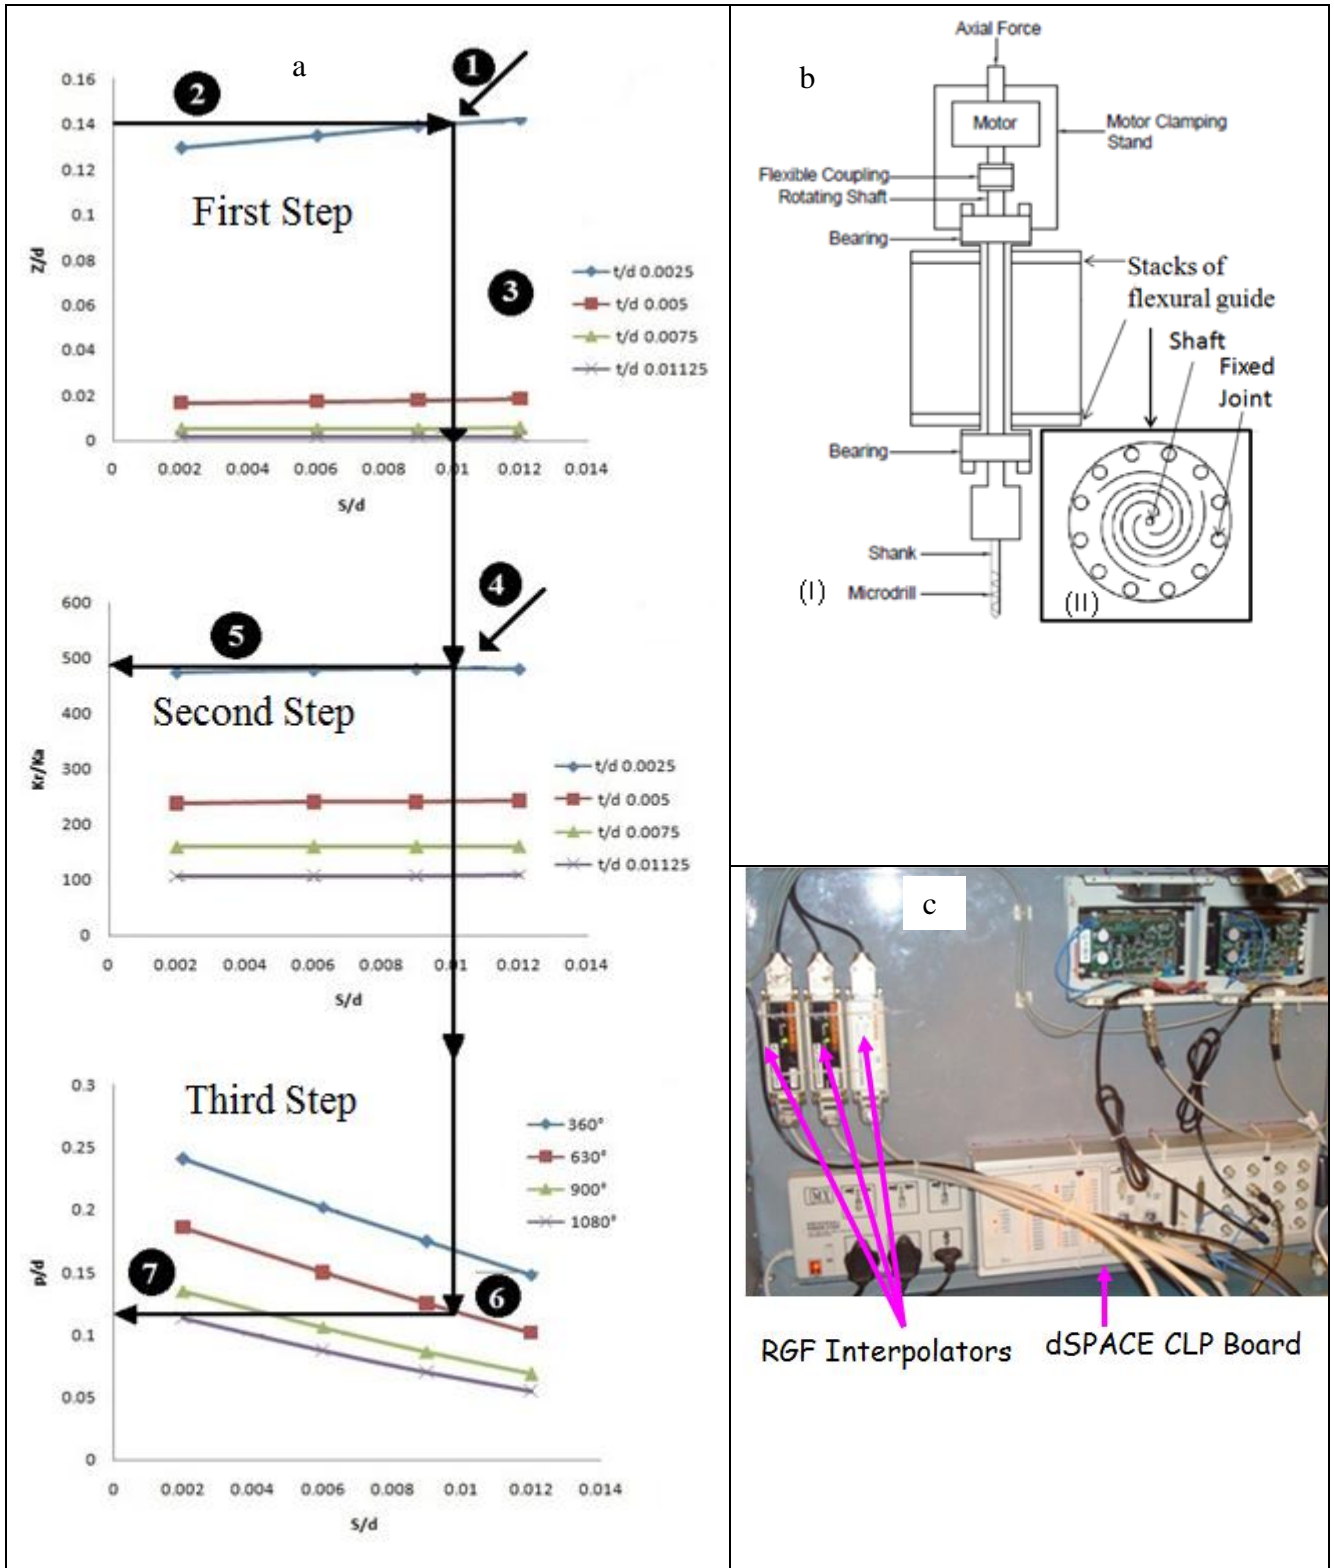 a
1
2
0.16
0.14
0.12
0.1
0.08
0.06
0.04
0.02
0
Z/d
First Step
3
t/d 0.0025
t/d 0.005
t/d 0.0075
t/d 0.01125
0 0.002 0.004 0.006 0.008 0.01 0.012 0.014
S/d
4
5
600
500
400
300
200
100
0
Kr/Ka
Second Step
t/d 0.0025
t/d 0.005
t/d 0.0075
t/d 0.01125
0 0.002 0.004 0.006 0.008 0.01 0.012 0.014
S/d
Third Step
0.3
0.25
0.2
0.15
0.1
0.05
0
p/d
360°
630°
900°
1080°
7
6
0 0.002 0.004 0.006 0.008 0.01 0.012 0.014
S/d
b
Axial Force
Motor
Motor Clamping
Stand
Flexible Coupling
Rotating Shaft
Bearing
Stacks of
flexural guide
Shaft
Fixed
Joint
Bearing
Shank
(I)
Microdrill
(II)
c
MX
RGF Interpolators
dSPACE CLP Board